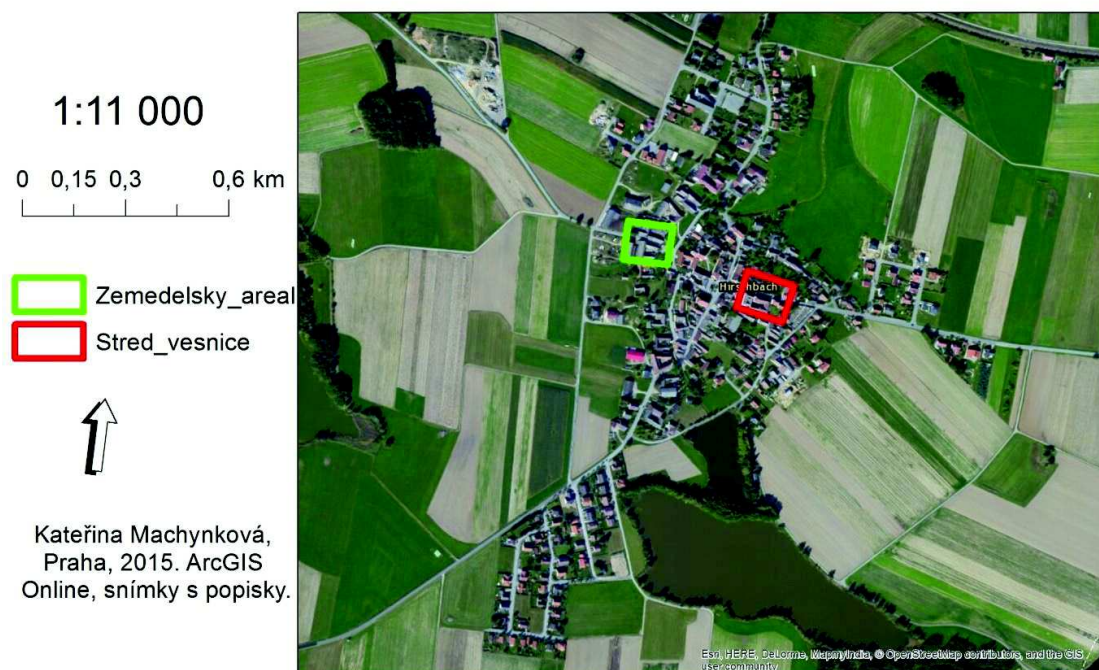 1:11 000
0 0,15 0,3 0,6 km
Zemedelsky_areal
Stred_vesnice
Kateřina Machynková,
Praha, 2015. ArcGIS
Online, snímky s popisky.
Hirschbach
Esri, HERE, DeLorme, MapmyIndia, © OpenStreetMap contributors, and the GIS
user community